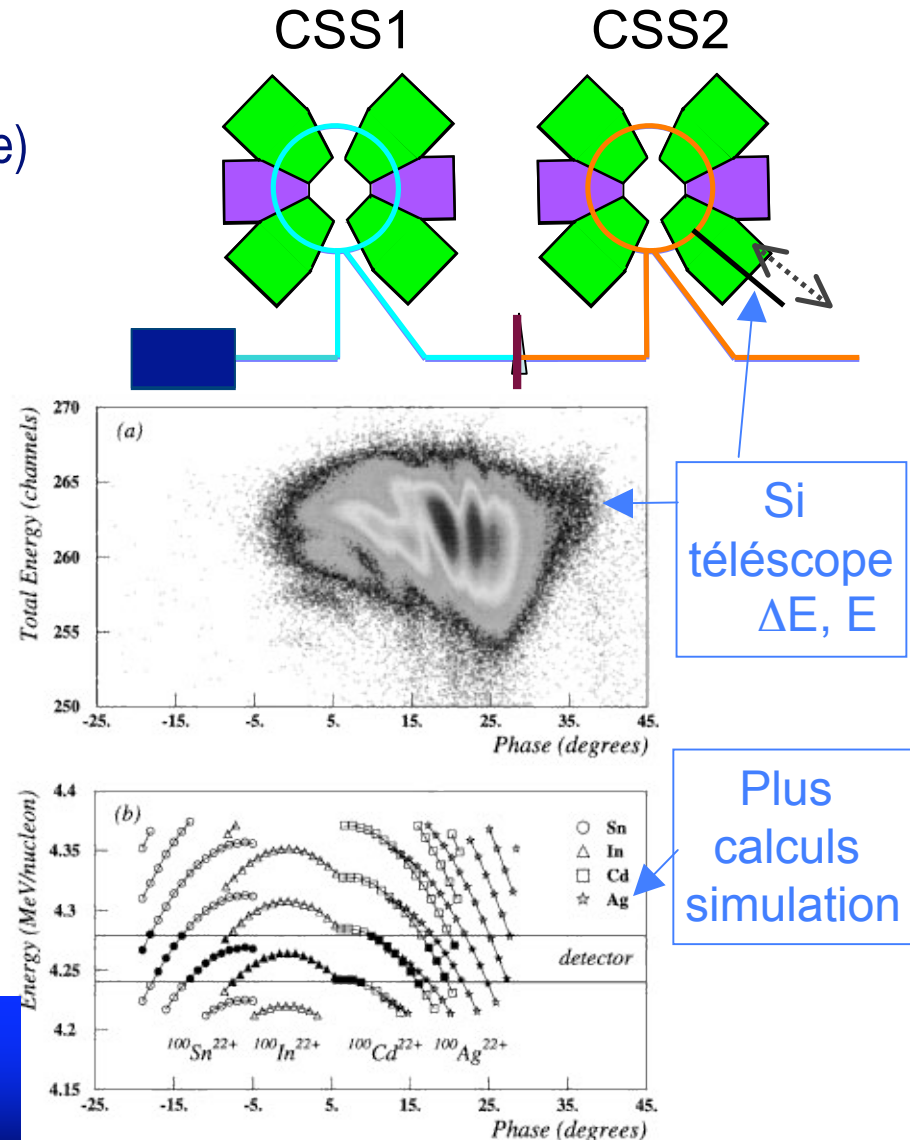 CSS1
CSS2
e)
270
265
260
255
250
Total Energy (channels)
(a)
-25. -15. -5. 5. 15. 25. 35. 45.
Phase (degrees)
Si
téléscope
ΔE, E
4.4
4.35
4.3
4.25
4.2
4.15
Energy (MeV/nucleon)
(b)
Sn
In
Cd
Ag
detector
¹⁰⁰Sn²²⁺ ¹⁰⁰In²²⁺ ¹⁰⁰Cd²²⁺ ¹⁰⁰Ag²²⁺
-25. -15. -5. 5. 15. 25. 35. 45.
Phase (degrees)
Plus
calculs
simulation